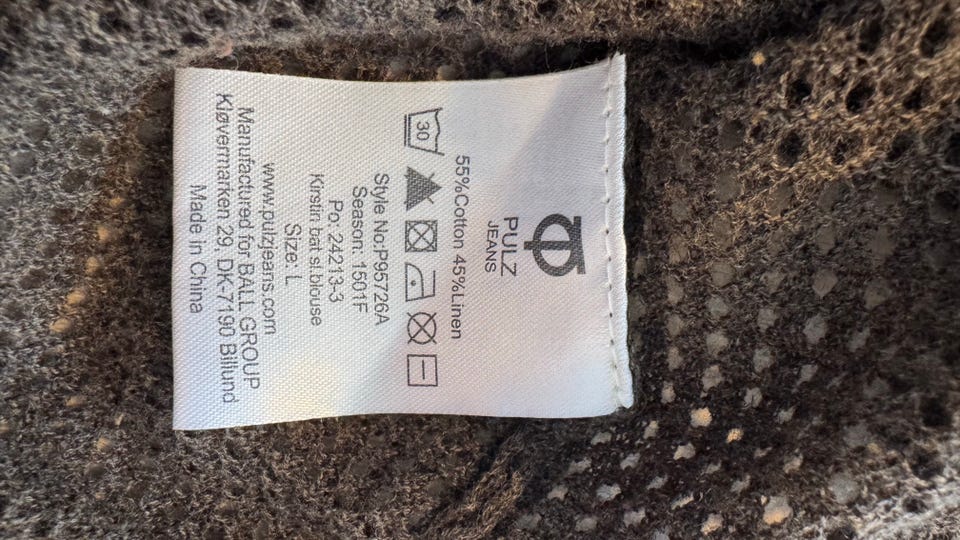 PULZ
JEANS
55%Cotton 45%Linen
30
Style No:P95726A
Season:1501F
Po:24213-3
Kirstin bat sl.blouse
Size: L
www.pulzjeans.com
Manufactured for BALL GROUP
Kløvermarken 29, DK-7190 Billund
Made in China